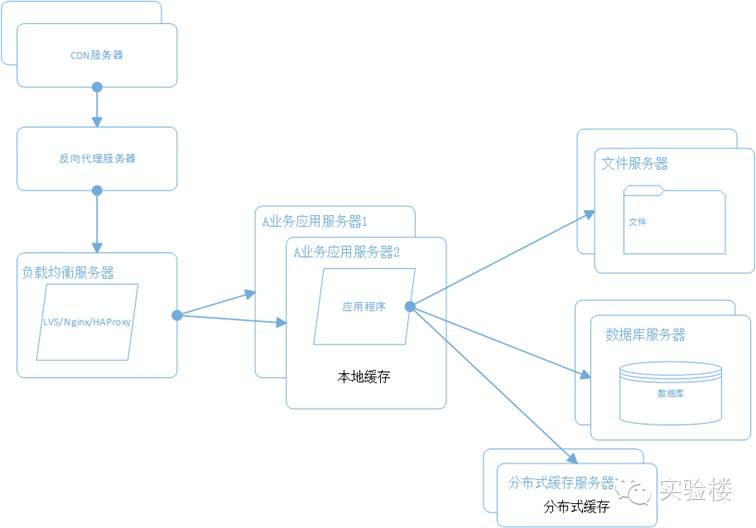 CDN服务器
反向代理服务器
负载均衡服务器
LVS/Nginx/HAProxy
A业务应用服务器1
A业务应用服务器2
应用程序
本地缓存
文件服务器
文件
数据库服务器
数据库
分布式缓存服务器
分布式缓存
实验楼